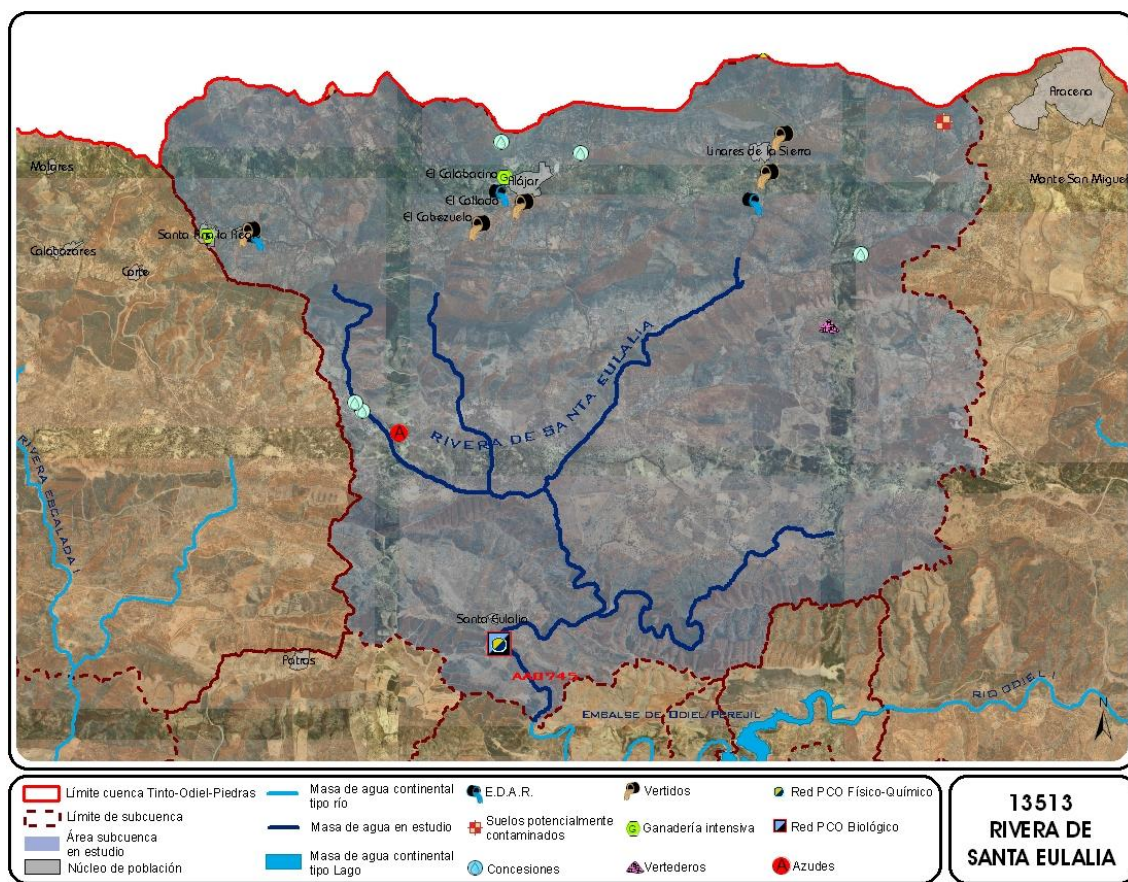 Aracena
Linares de la Sierra
Molares
El Calabacino
Alájar
Monte San Miguel
El Collado
El Cabezuelo
Santa Ana la Real
Calabazares
Corte
RIVERA DE SANTA EULALIA
RIVERA ESCALADA I
Santa Eulalia
Patras
RIO ODIEL I
EMBALSE DE ODIEL/PEREJIL
N
Límite cuenca Tinto-Odiel-Piedras
Límite de subcuenca
Área subcuenca
en estudio
Núcleo de población
Masa de agua continental
tipo río
Masa de agua en estudio
Masa de agua continental
tipo Lago
E.D.A.R.
Suelos potencialmente
contaminados
Concesiones
Vertidos
Ganadería intensiva
Vertederos
Red PCO Físico-Químico
Red PCO Biológico
Azudes
13513
RIVERA DE
SANTA EULALIA